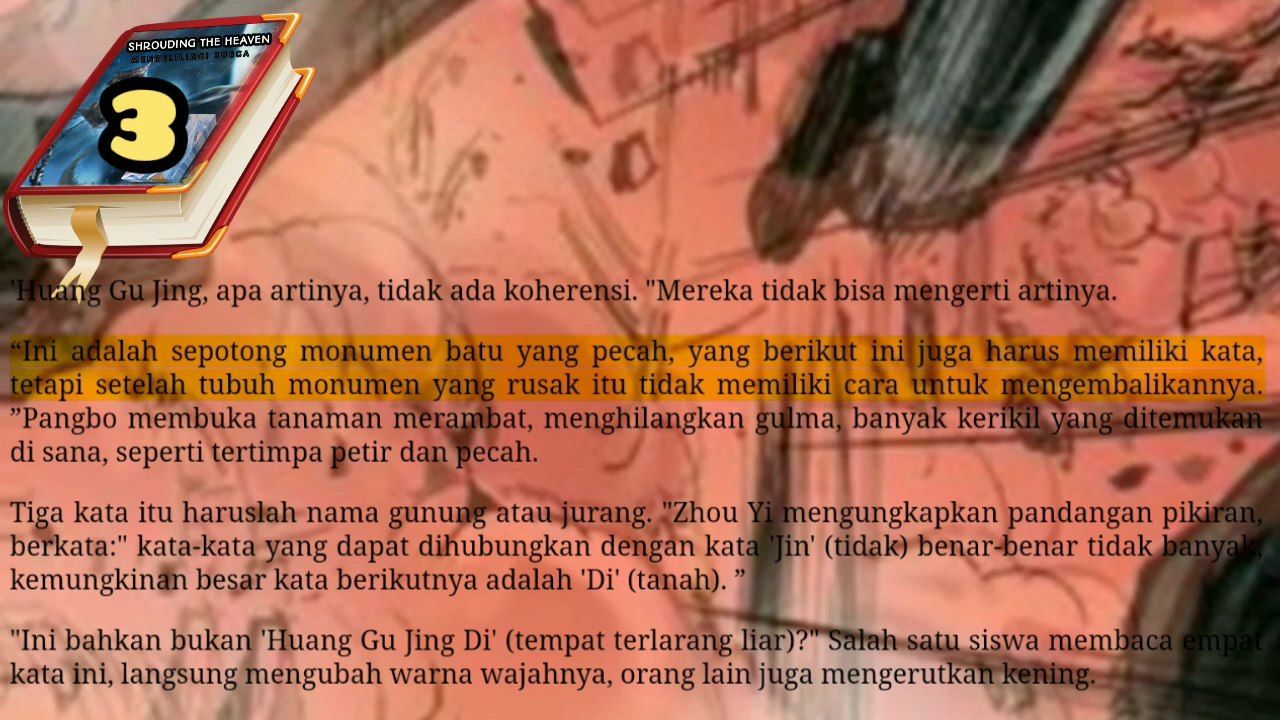 SHROUDING THE HEAVEN
MENGELILINGI SURGA
3
'Huang Gu Jing, apa artinya, tidak ada koherensi. "Mereka tidak bisa mengerti artinya.
“Ini adalah sepotong monumen batu yang pecah, yang berikut ini juga harus memiliki kata,
tetapi setelah tubuh monumen yang rusak itu tidak memiliki cara untuk mengembalikannya.
”Pangbo membuka tanaman merambat, menghilangkan gulma, banyak kerikil yang ditemukan
di sana, seperti tertimpa petir dan pecah.
Tiga kata itu haruslah nama gunung atau jurang. "Zhou Yi mengungkapkan pandangan pikiran,
berkata:" kata-kata yang dapat dihubungkan dengan kata 'Jin' (tidak) benar-benar tidak banyak,
kemungkinan besar kata berikutnya adalah 'Di' (tanah). ”
"Ini bahkan bukan 'Huang Gu Jing Di' (tempat terlarang liar)?" Salah satu siswa membaca empat
kata ini, langsung mengubah warna wajahnya, orang lain juga mengerutkan kening.